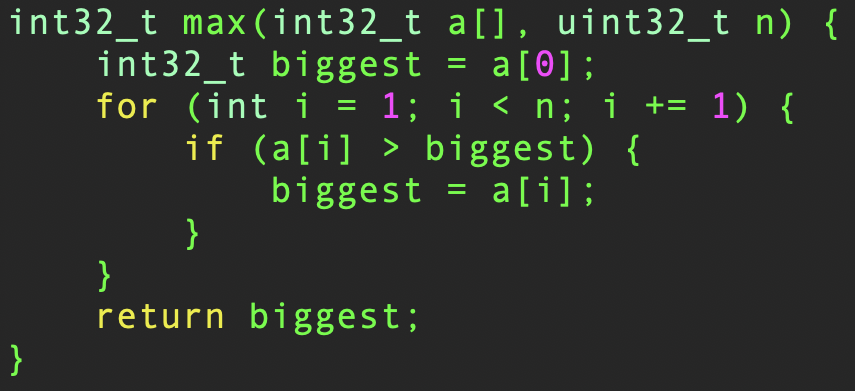 int32_t max(int32_t a[], uint32_t n) {
    int32_t biggest = a[0];
    for (int i = 1; i < n; i += 1) {
        if (a[i] > biggest) {
            biggest = a[i];
        }
    }
    return biggest;
}